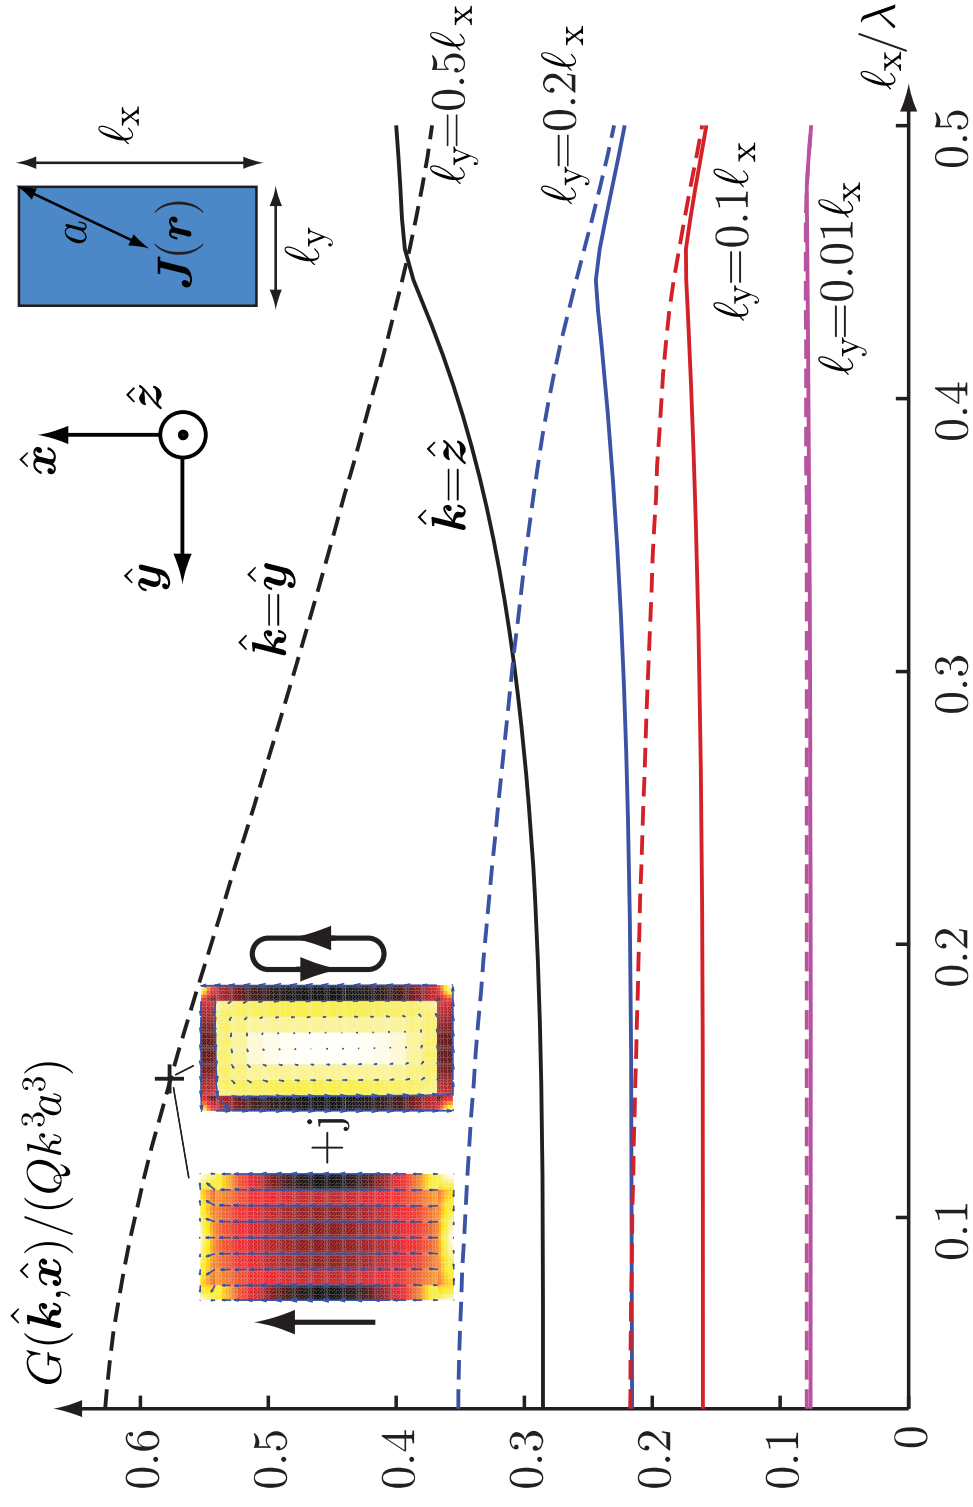 G(k̂,x̂)/(Qk³a³)
0.6
0.5
0.4
0.3
0.2
0.1
0
0.1
0.2
0.3
0.4
0.5
ℓx/λ
+j
k̂=ŷ
k̂=ẑ
ŷ
x̂
ẑ
a
J(r)
ℓx
ℓy
ℓy=0.5ℓx
ℓy=0.2ℓx
ℓy=0.1ℓx
ℓy=0.01ℓx